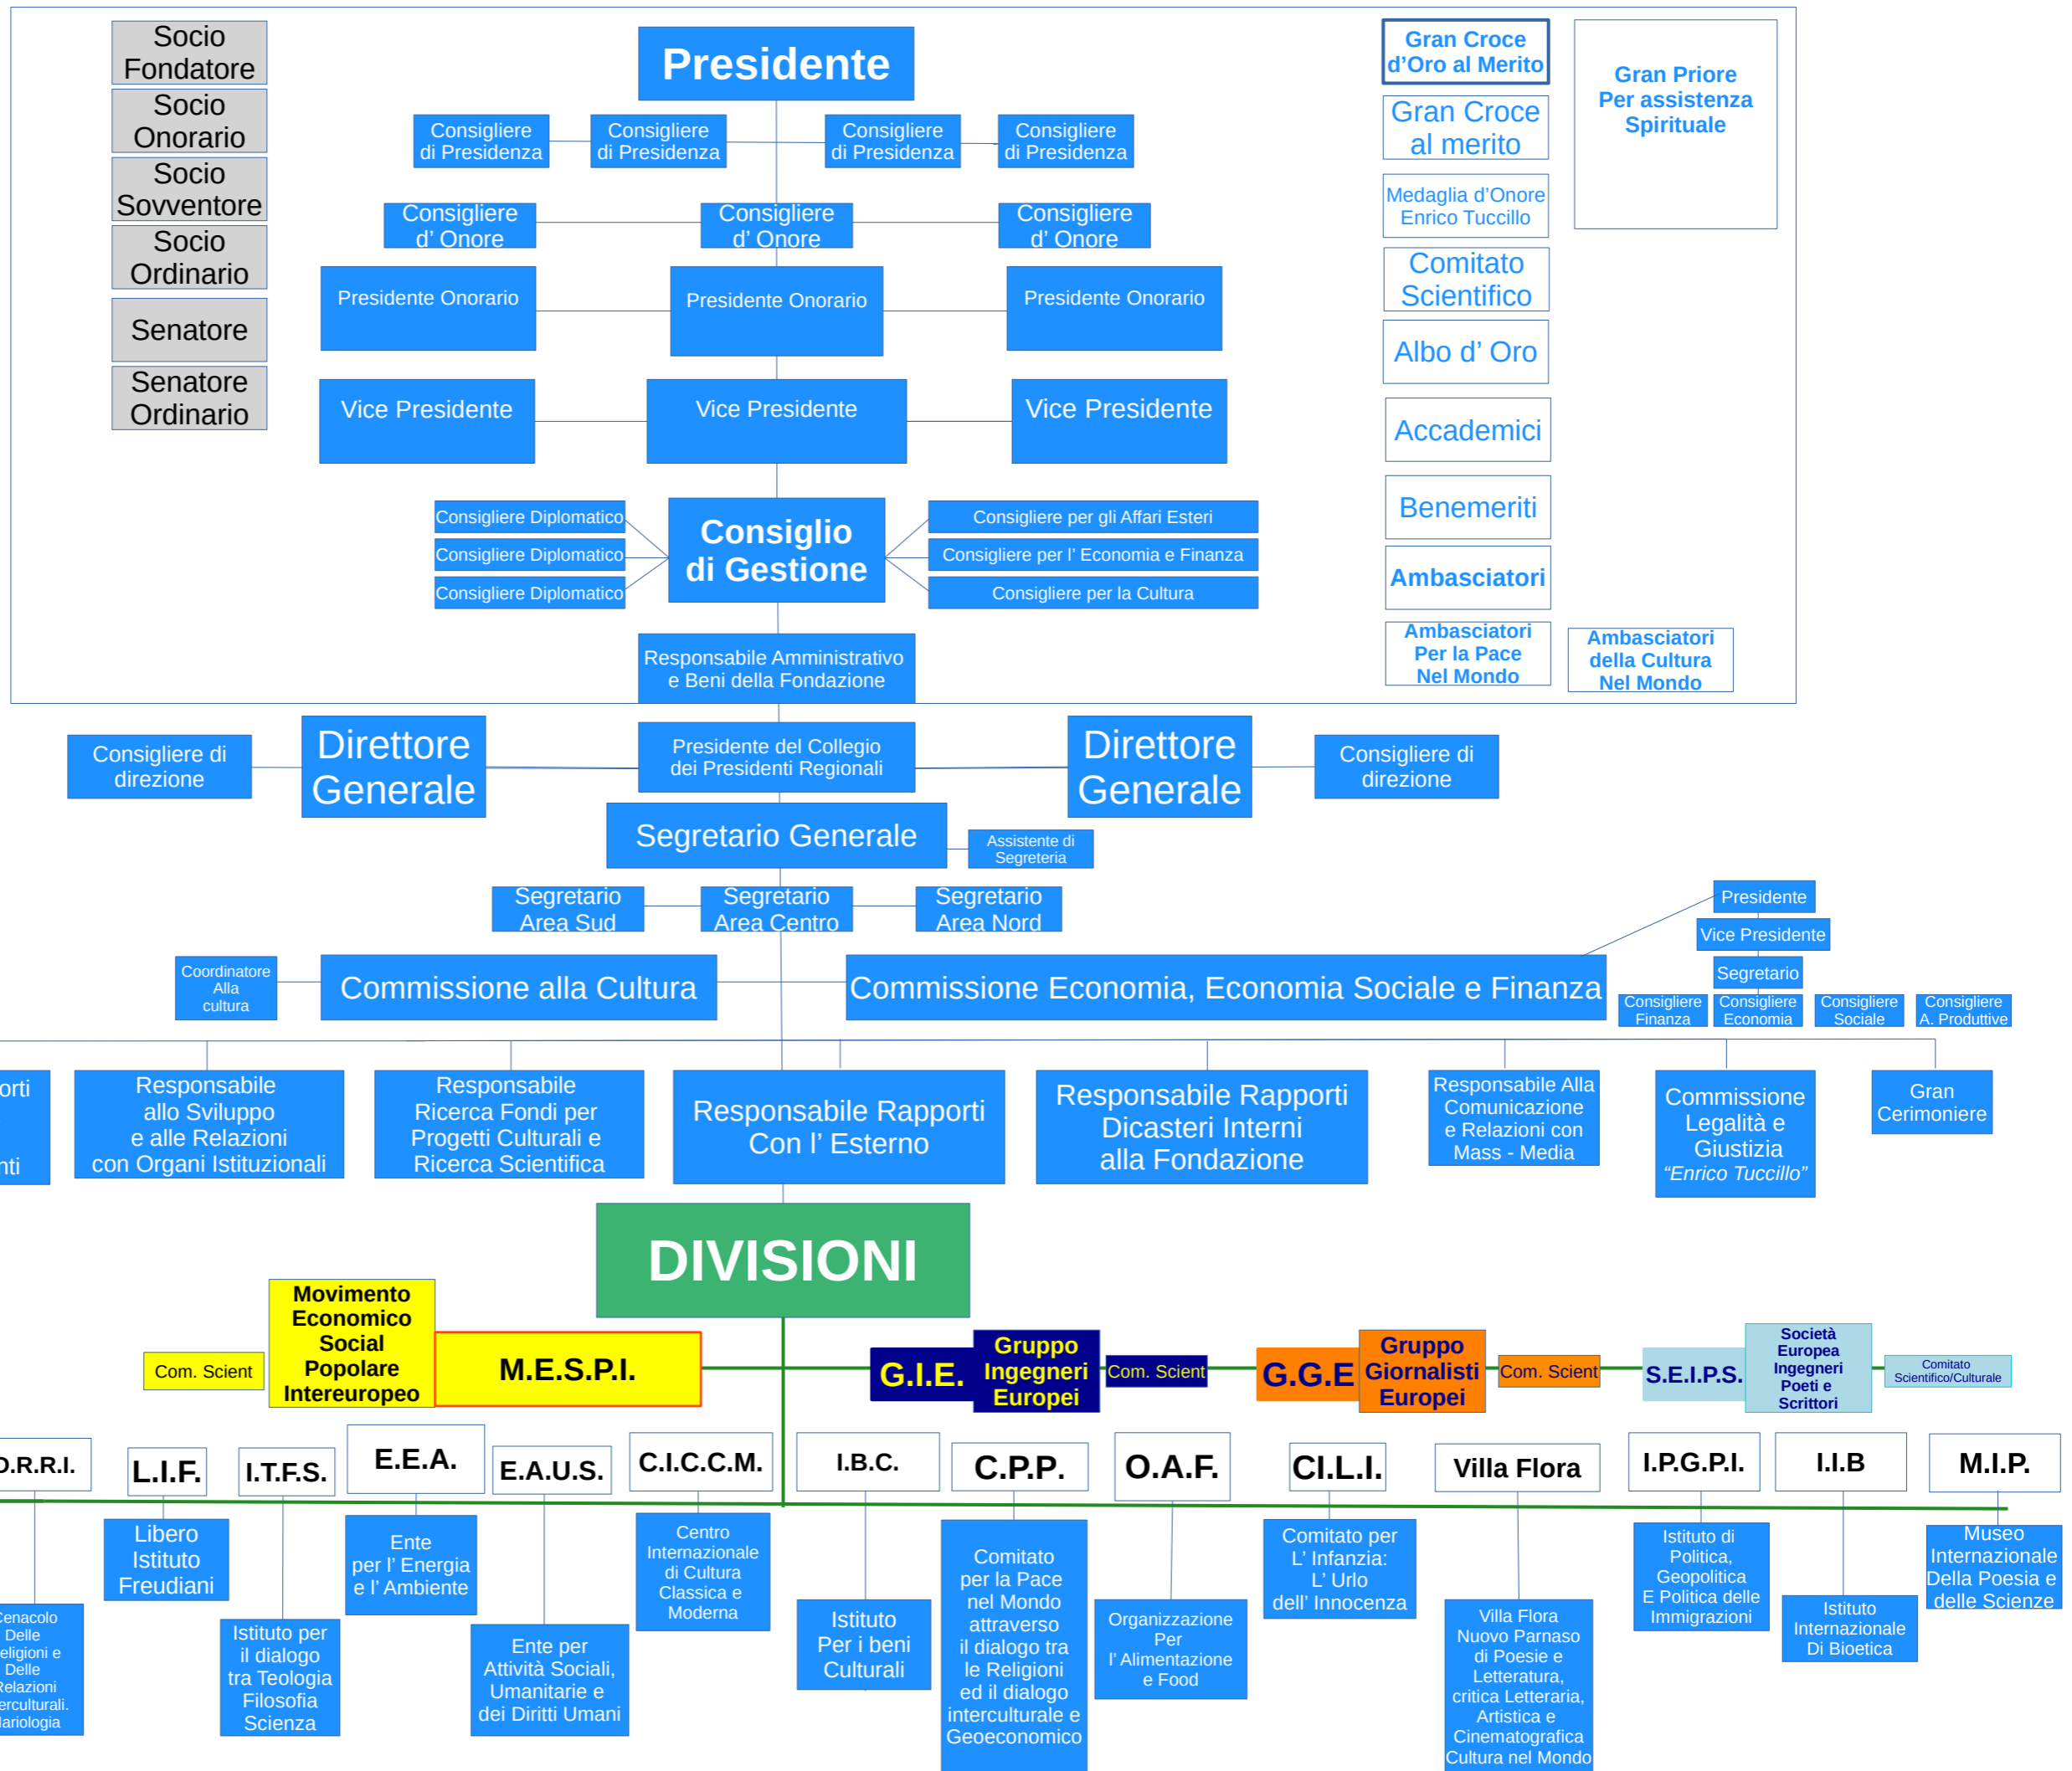 Socio
Fondatore
Socio
Onorario
Socio
Sovventore
Socio
Ordinario
Senatore
Senatore
Ordinario
Presidente
Consigliere
di Presidenza
Consigliere
di Presidenza
Consigliere
di Presidenza
Consigliere
di Presidenza
Consigliere
d’ Onore
Consigliere
d’ Onore
Consigliere
d’ Onore
Presidente Onorario
Presidente Onorario
Presidente Onorario
Vice Presidente
Vice Presidente
Vice Presidente
Consigliere Diplomatico
Consigliere Diplomatico
Consigliere Diplomatico
Consiglio
di Gestione
Consigliere per gli Affari Esteri
Consigliere per l’ Economia e Finanza
Consigliere per la Cultura
Responsabile Amministrativo
e Beni della Fondazione
Gran Croce
d’Oro al Merito
Gran Croce
al merito
Medaglia d’Onore
Enrico Tuccillo
Comitato
Scientifico
Albo d’ Oro
Accademici
Benemeriti
Ambasciatori
Ambasciatori
Per la Pace
Nel Mondo
Ambasciatori
della Cultura
Nel Mondo
Gran Priore
Per assistenza
Spirituale
Consigliere di
direzione
Direttore
Generale
Presidente del Collegio
dei Presidenti Regionali
Direttore
Generale
Consigliere di
direzione
Segretario Generale
Assistente di
Segreteria
Segretario
Area Sud
Segretario
Area Centro
Segretario
Area Nord
Coordinatore
Alla
cultura
Commissione alla Cultura
Commissione Economia, Economia Sociale e Finanza
Presidente
Vice Presidente
Segretario
Consigliere
Finanza
Consigliere
Economia
Consigliere
Sociale
Consigliere
A. Produttive
Responsabile
allo Sviluppo
e alle Relazioni
con Organi Istituzionali
Responsabile
Ricerca Fondi per
Progetti Culturali e
Ricerca Scientifica
Responsabile Rapporti
Con l’ Esterno
Responsabile Rapporti
Dicasteri Interni
alla Fondazione
Responsabile Alla
Comunicazione
e Relazioni con
Mass - Media
Commissione
Legalità e
Giustizia
“Enrico Tuccillo”
Gran
Cerimoniere
DIVISIONI
Com. Scient
Movimento
Economico
Social
Popolare
Intereuropeo
M.E.S.P.I.
G.I.E.
Gruppo
Ingegneri
Europei
Com. Scient
G.G.E
Gruppo
Giornalisti
Europei
Com. Scient
S.E.I.P.S.
Società
Europea
Ingegneri
Poeti e
Scrittori
Comitato
Scientifico/Culturale
L.I.F.
I.T.F.S.
E.E.A.
E.A.U.S.
C.I.C.C.M.
I.B.C.
C.P.P.
O.A.F.
CI.L.I.
Villa Flora
I.P.G.P.I.
I.I.B
M.I.P.
Delle
Delle
Libero
Istituto
Freudiani
Istituto per
il dialogo
tra Teologia
Filosofia
Scienza
Ente
per l’ Energia
e l’ Ambiente
Ente per
Attività Sociali,
Umanitarie e
dei Diritti Umani
Centro
Internazionale
di Cultura
Classica e
Moderna
Istituto
Per i beni
Culturali
Comitato
per la Pace
nel Mondo
attraverso
il dialogo tra
le Religioni
ed il dialogo
interculturale e
Geoeconomico
Organizzazione
Per
l’ Alimentazione
e Food
Comitato per
L’ Infanzia:
L’ Urlo
dell’ Innocenza
Villa Flora
Nuovo Parnaso
di Poesie e
Letteratura,
critica Letteraria,
Artistica e
Cinematografica
Cultura nel Mondo
Istituto di
Politica,
Geopolitica
E Politica delle
Immigrazioni
Istituto
Internazionale
Di Bioetica
Museo
Internazionale
Della Poesia e
delle Scienze